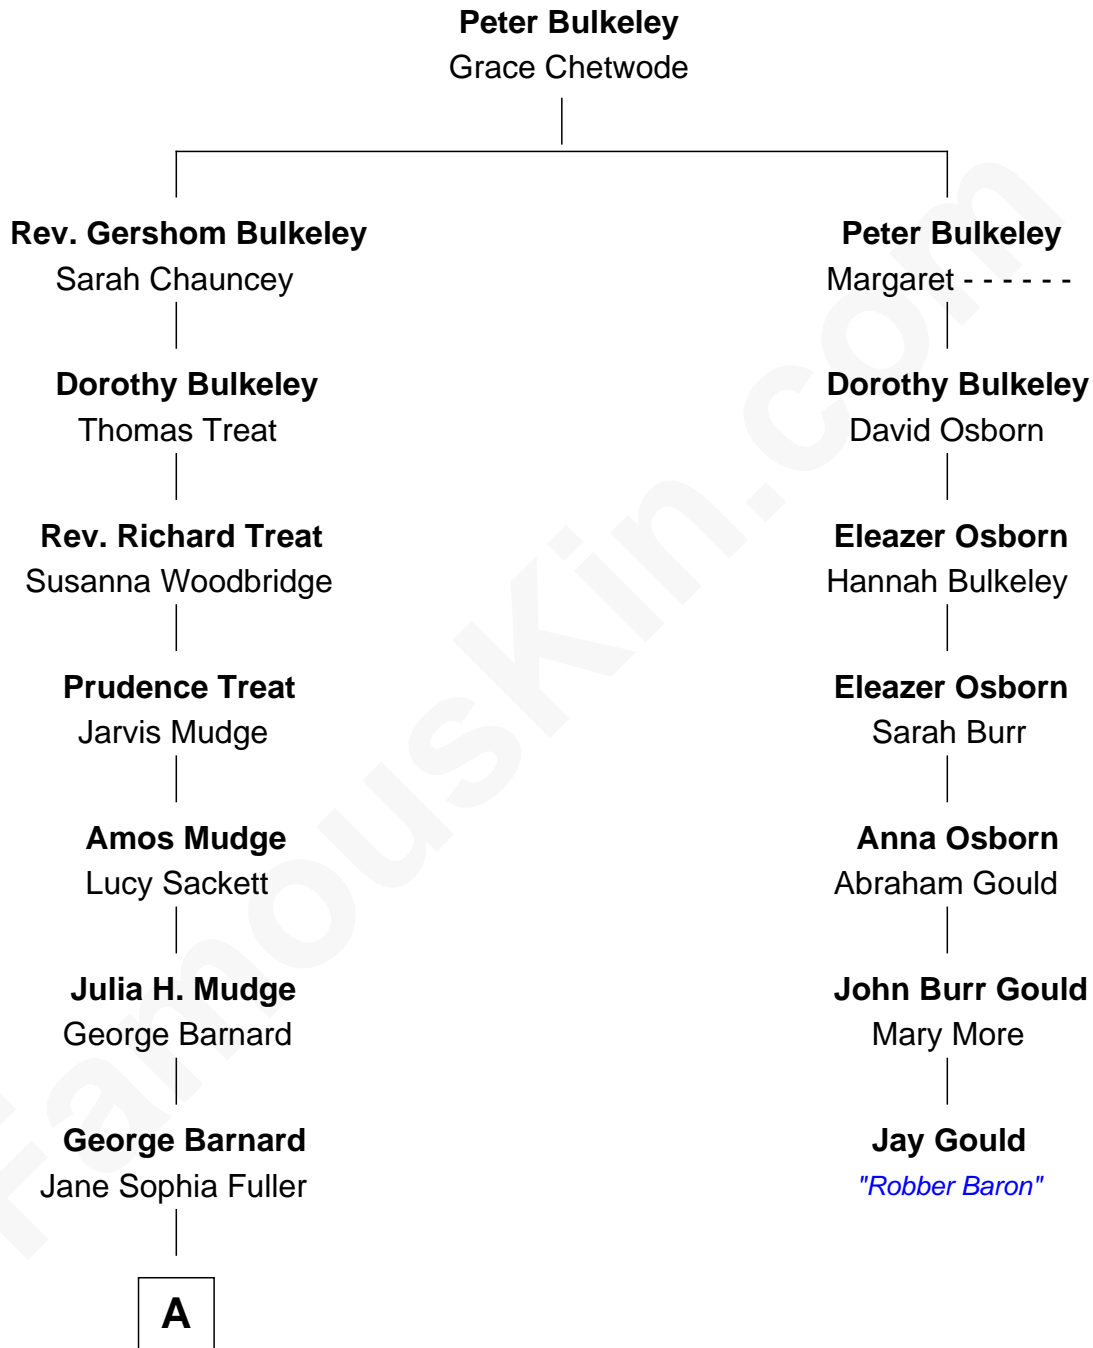 Peter Bulkeley
Grace Chetwode
Rev. Gershom Bulkeley
Sarah Chauncey
Dorothy Bulkeley
Thomas Treat
Rev. Richard Treat
Susanna Woodbridge
Prudence Treat
Jarvis Mudge
Amos Mudge
Lucy Sackett
Julia H. Mudge
George Barnard
George Barnard
Jane Sophia Fuller
A
Peter Bulkeley
Margaret - - - - - -
Dorothy Bulkeley
David Osborn
Eleazer Osborn
Hannah Bulkeley
Eleazer Osborn
Sarah Burr
Anna Osborn
Abraham Gould
John Burr Gould
Mary More
Jay Gould
"Robber Baron"
FamousKin.com